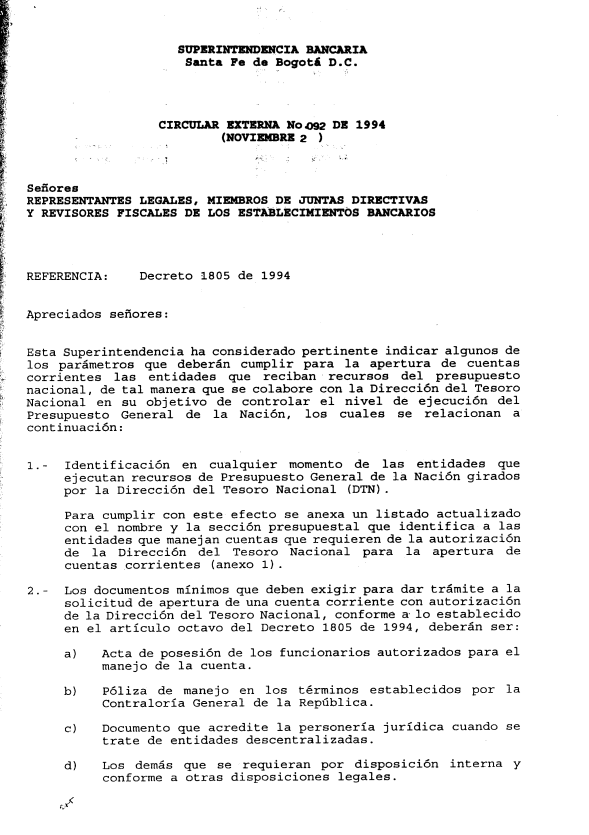 SUPERINTENDENCIA BANCARIA
Santa Fe de Bogotá D.C.
CIRCULAR EXTERNA No.092 DE 1994
(NOVIEMBRE 2 )
Señores
REPRESENTANTES LEGALES, MIEMBROS DE JUNTAS DIRECTIVAS
Y REVISORES FISCALES DE LOS ESTABLECIMIENTOS BANCARIOS
REFERENCIA: Decreto 1805 de 1994
Apreciados señores:
Esta Superintendencia ha considerado pertinente indicar algunos de
los parámetros que deberán cumplir para la apertura de cuentas
corrientes las entidades que reciban recursos del presupuesto
nacional, de tal manera que se colabore con la Dirección del Tesoro
Nacional en su objetivo de controlar el nivel de ejecución del
Presupuesto General de la Nación, los cuales se relacionan a
continuación:
1.- Identificación en cualquier momento de las entidades que
ejecutan recursos de Presupuesto General de la Nación girados
por la Dirección del Tesoro Nacional (DTN).
Para cumplir con este efecto se anexa un listado actualizado
con el nombre y la sección presupuestal que identifica a las
entidades que manejan cuentas que requieren de la autorización
de la Dirección del Tesoro Nacional para la apertura de
cuentas corrientes (anexo 1).
2.- Los documentos mínimos que deben exigir para dar trámite a la
solicitud de apertura de una cuenta corriente con autorización
de la Dirección del Tesoro Nacional, conforme a lo establecido
en el artículo octavo del Decreto 1805 de 1994, deberán ser:
a) Acta de posesión de los funcionarios autorizados para el
manejo de la cuenta.
b) Póliza de manejo en los términos establecidos por la
Contraloría General de la República.
c) Documento que acredite la personería jurídica cuando se
trate de entidades descentralizadas.
d) Los demás que se requieran por disposición interna y
conforme a otras disposiciones legales.